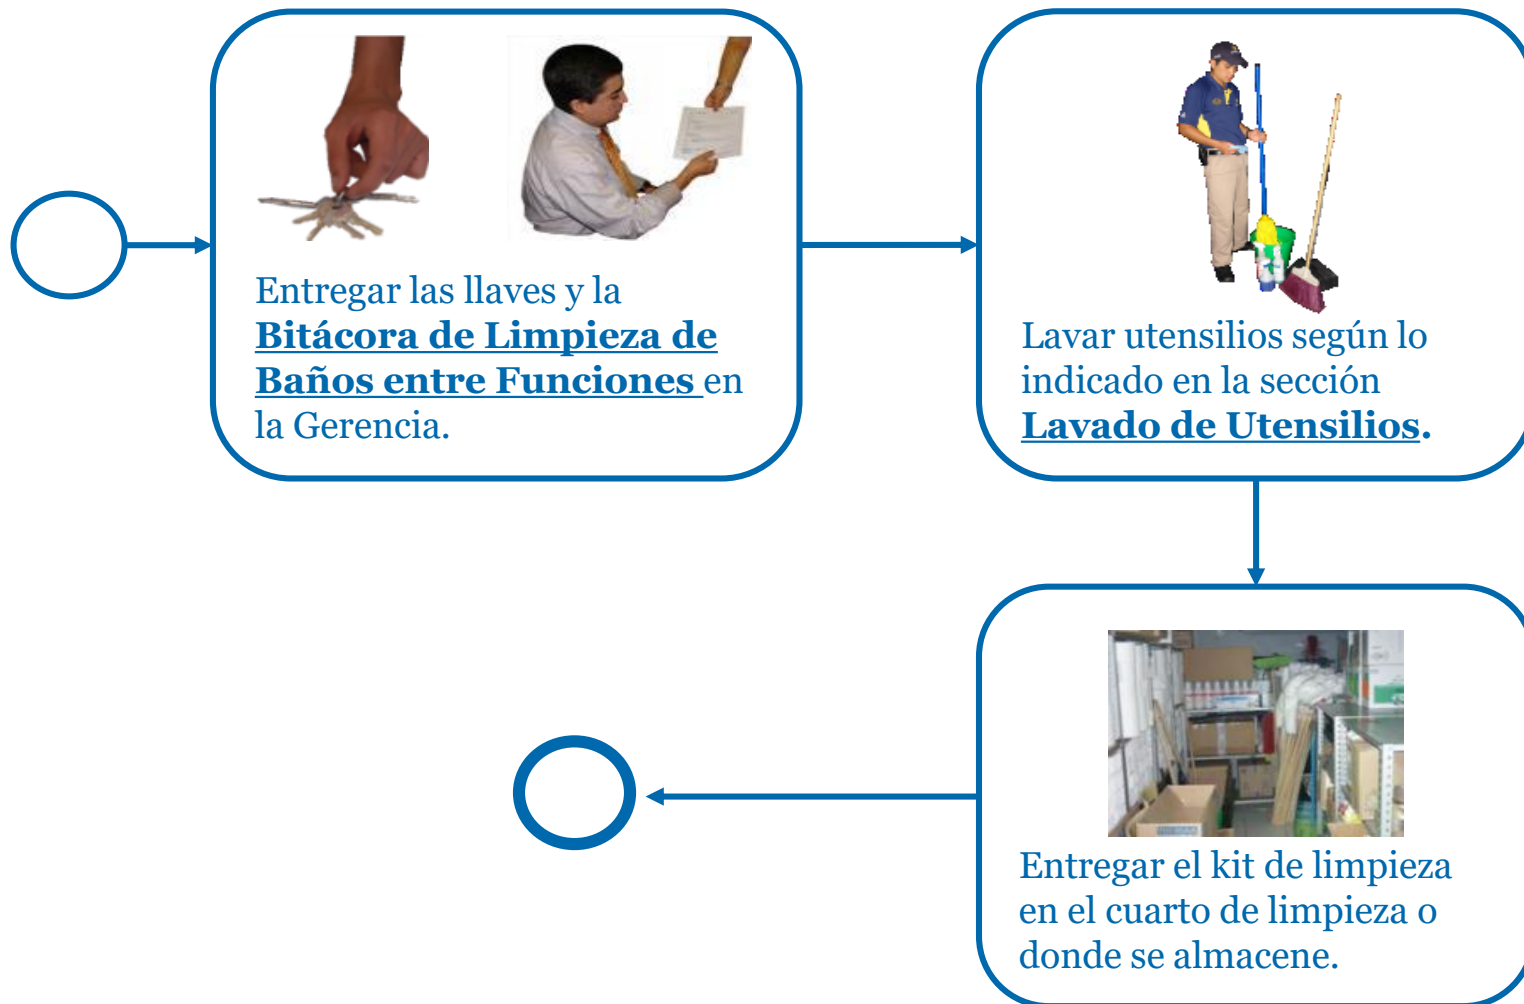 Entregar las llaves y la
Bitácora de Limpieza de
Baños entre Funciones en
la Gerencia.
Lavar utensilios según lo
indicado en la sección
Lavado de Utensilios.
Entregar el kit de limpieza
en el cuarto de limpieza o
donde se almacene.